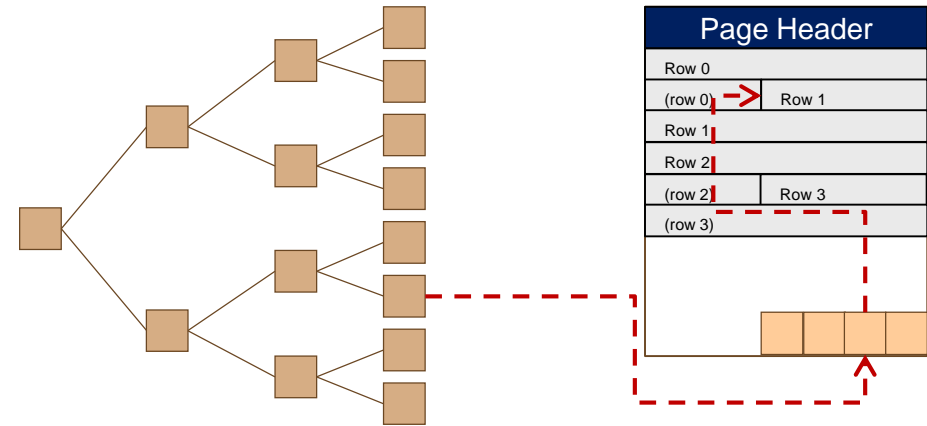 Page Header
Row 0
(row 0) Row 1
Row 1
Row 2
(row 2) Row 3
(row 3)